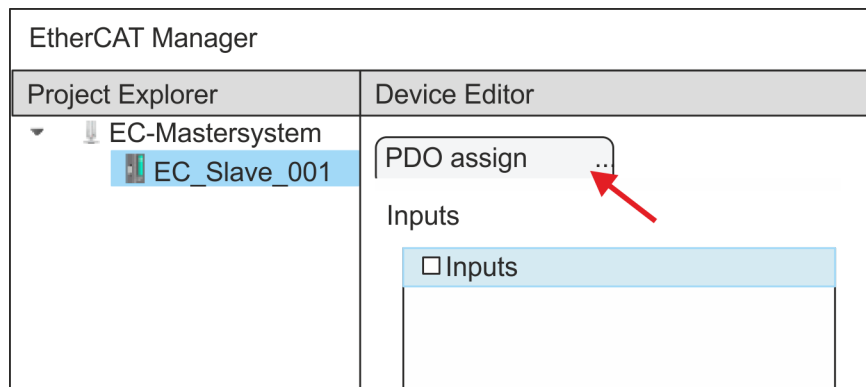 EtherCAT Manager
Project Explorer
Device Editor
EC-Mastersystem
EC_Slave_001
PDO assign ...
Inputs
Inputs